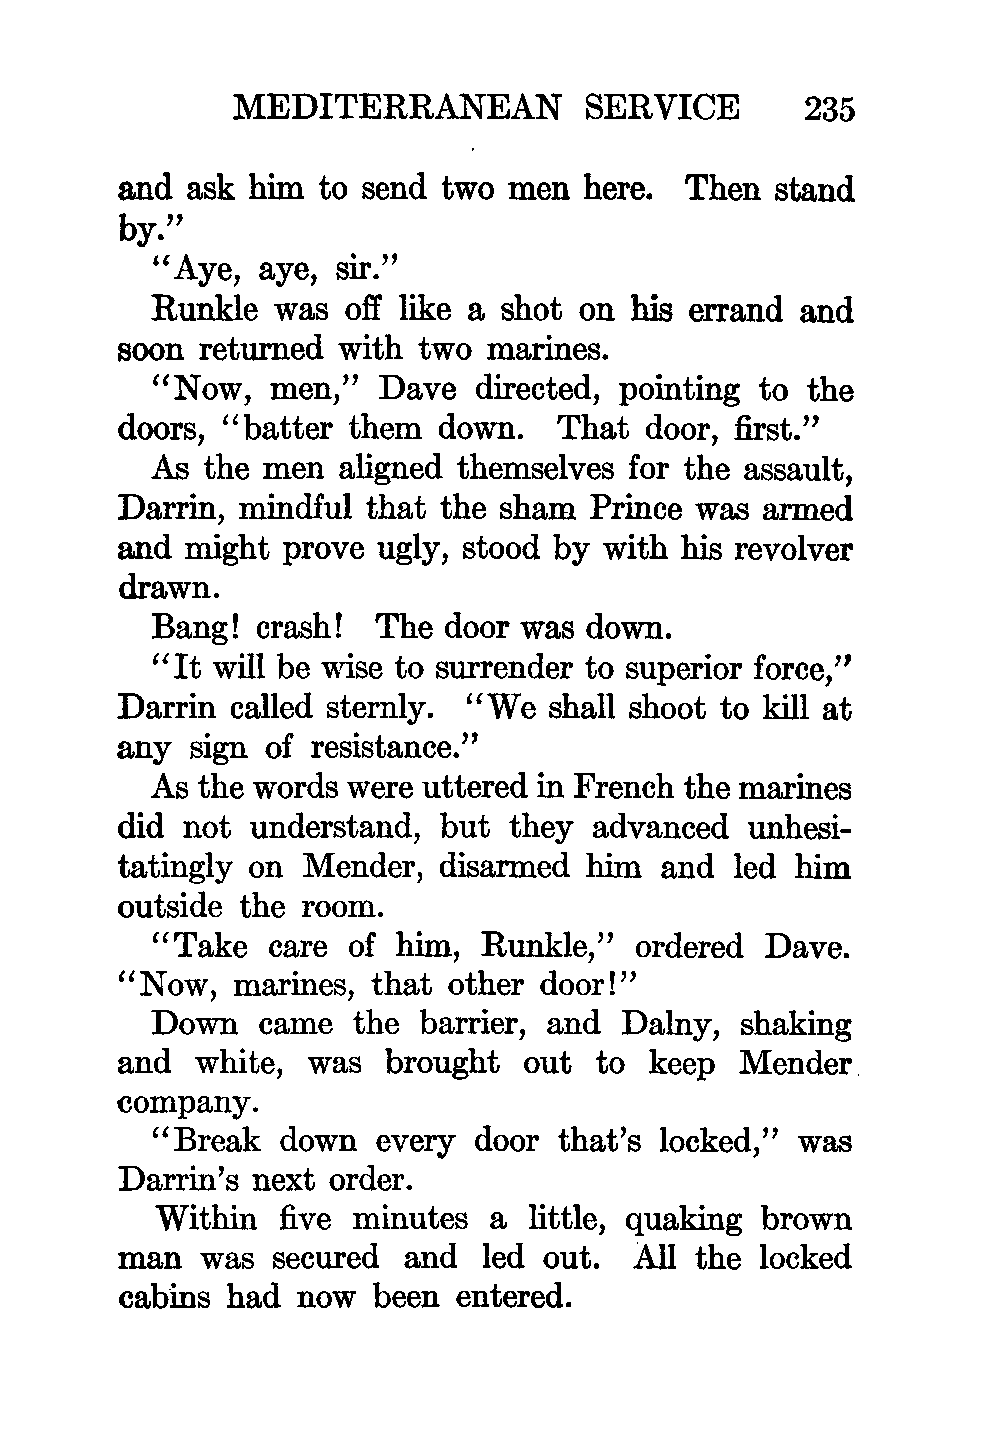 MEDITERRANEAN SERVICE 235
and ask him to send two men here. Then stand
by."
"Aye, aye, sir."
Runkle was off like a shot on his errand and
soon returned with two marines.
"Now, men," Dave directed, pointing to the
doors, "batter them down. That door, first."
As the men aligned themselves for the assault,
Darrin, mindful that the sham Prince was armed
and might prove ugly, stood by with his revolver
drawn.
Bang! crash! The door was down.
"It will be wise to surrender to superior force,"
Darrin called sternly. "We shall shoot to kill at
any sign of resistance."
As the words were uttered in French the marines
did not understand, but they advanced unhesi-
tatingly on Mender, disarmed him and led him
outside the room.
"Take care of him, Runkle," ordered Dave.
"Now, marines, that other door!"
Down came the barrier, and Dalny, shaking
and white, was brought out to keep Mender
company.
"Break down every door that's locked," was
Darrin's next order.
Within five minutes a little, quaking brown
man was secured and led out. All the locked
cabins had now been entered.